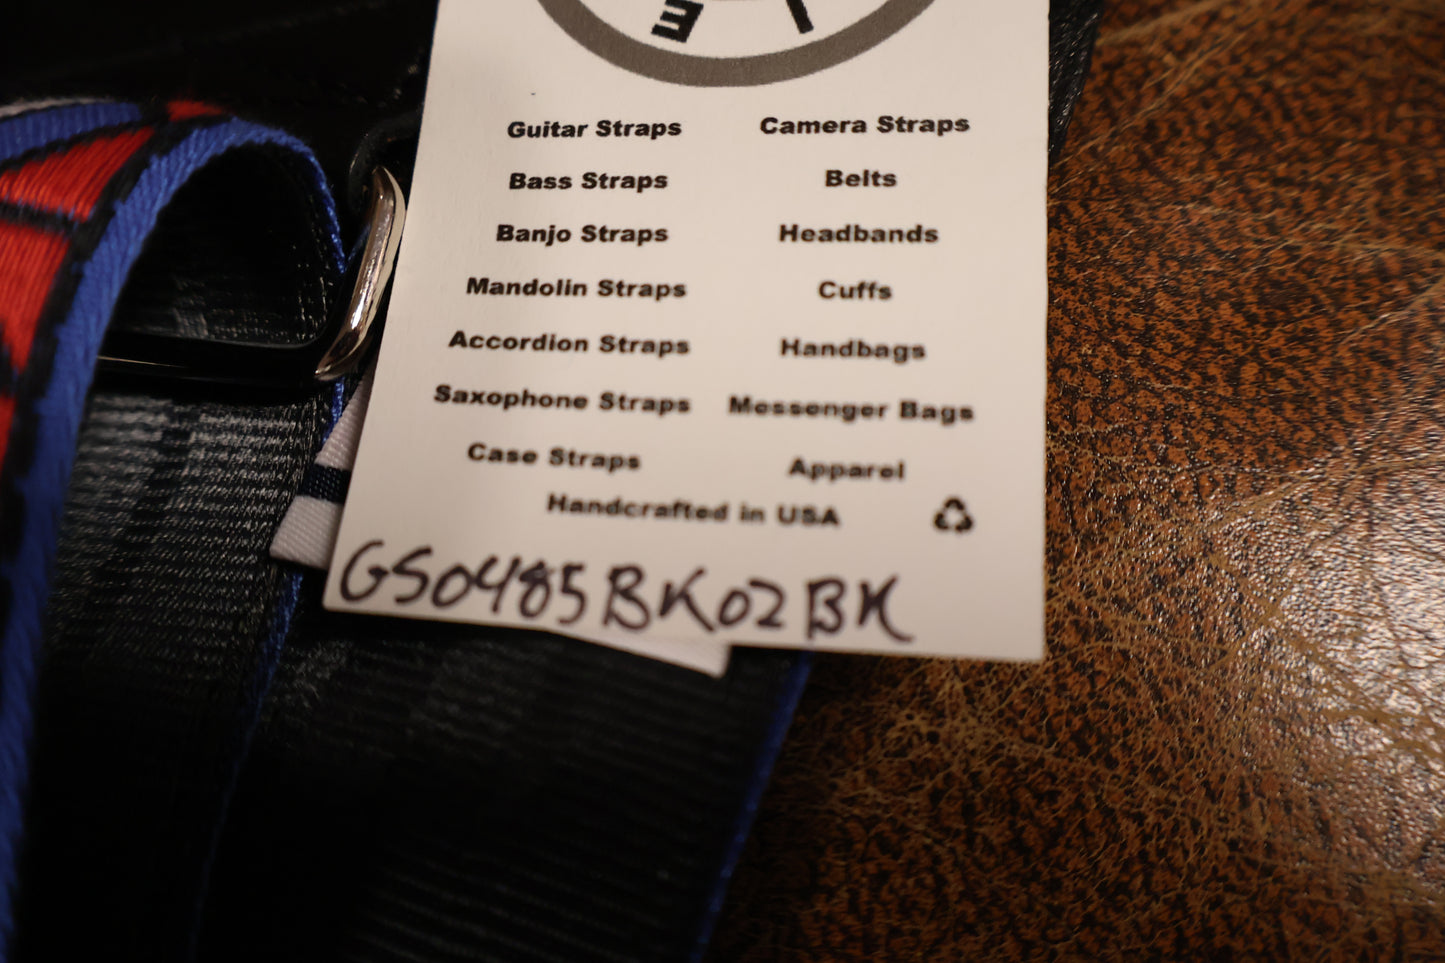 Guitar Straps Camera Straps
Bass Straps Belts
Banjo Straps Headbands
Mandolin Straps Cuffs
Accordion Straps Handbags
Saxophone Straps Messenger Bags
Case Straps Apparel
Handcrafted in USA
GS0485BK02BK